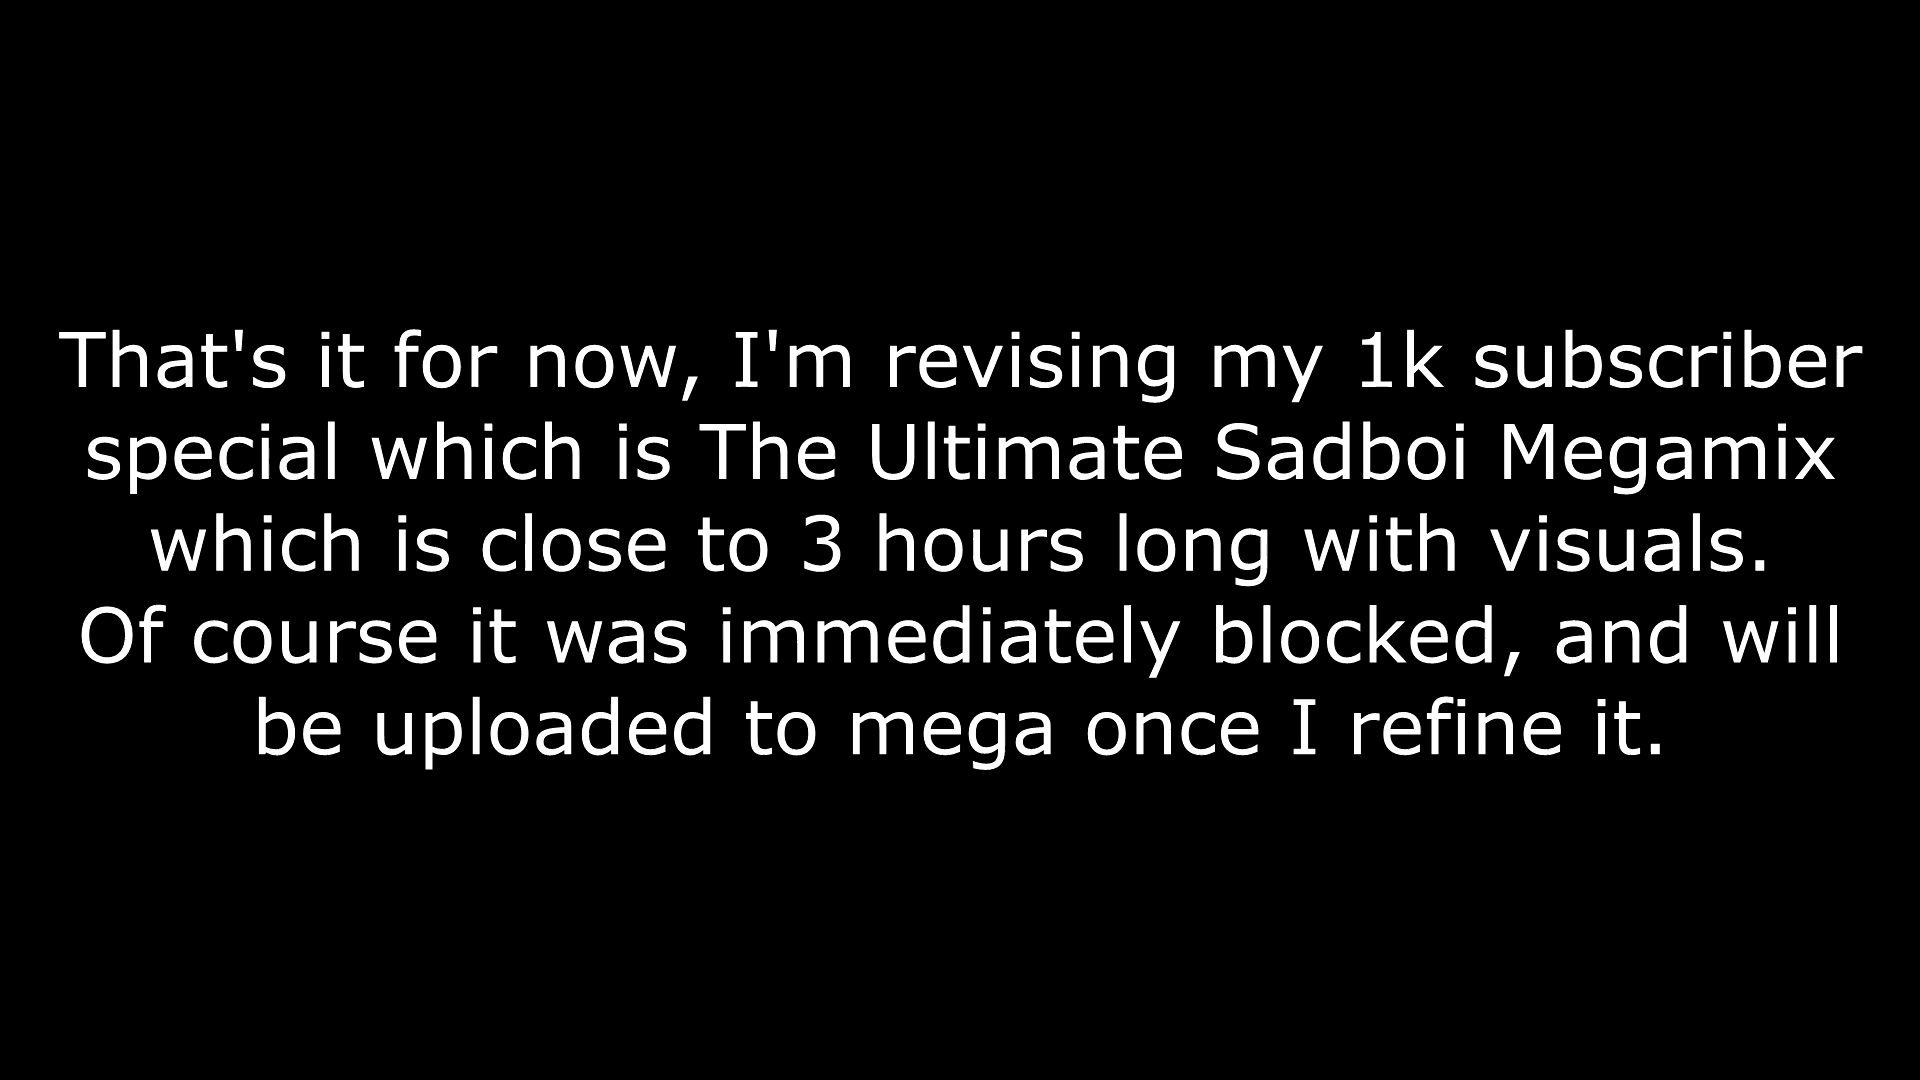 That's it for now, I'm revising my 1k subscriber
special which is The Ultimate Sadboi Megamix
which is close to 3 hours long with visuals.
Of course it was immediately blocked, and will
be uploaded to mega once I refine it.